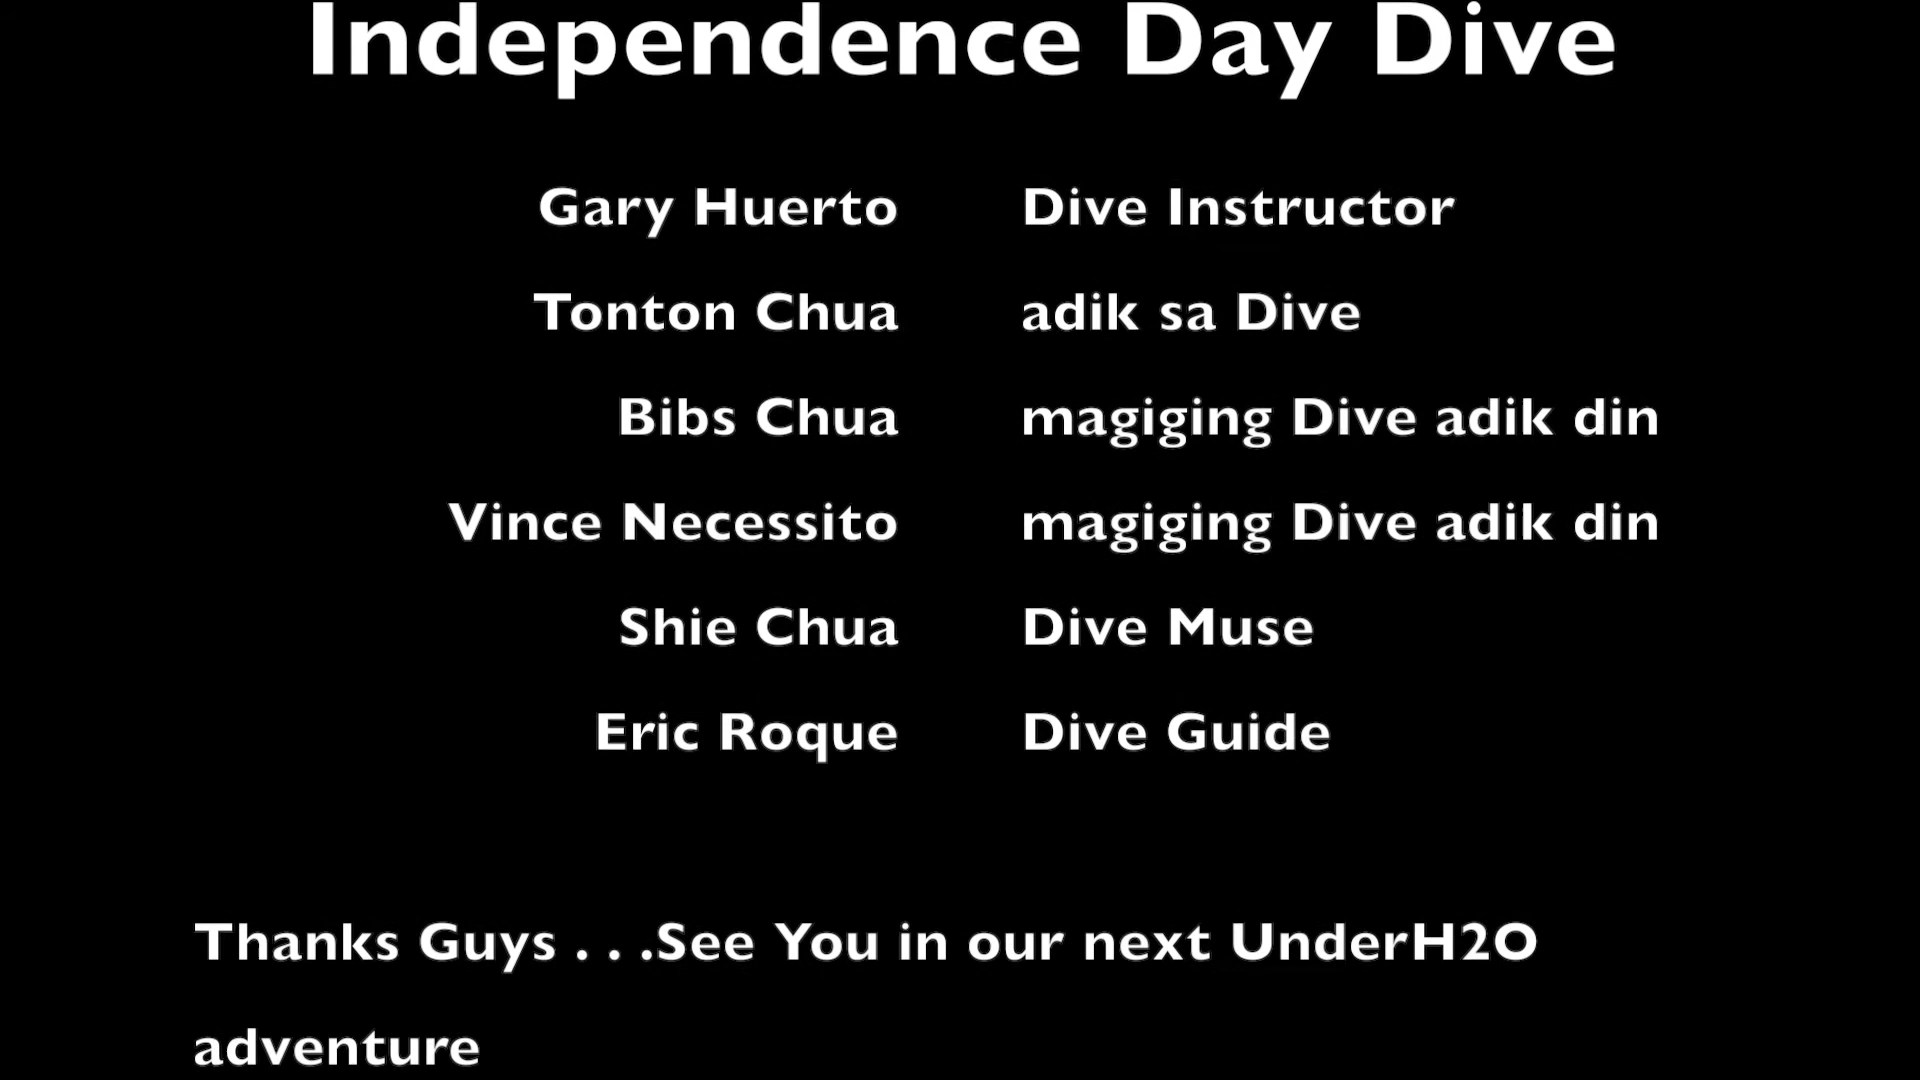 Independence Day Dive
Gary Huerto Dive Instructor
Tonton Chua adik sa Dive
Bibs Chua magiging Dive adik din
Vince Necessito magiging Dive adik din
Shie Chua Dive Muse
Eric Roque Dive Guide
Thanks Guys . . .See You in our next UnderH2O
adventure